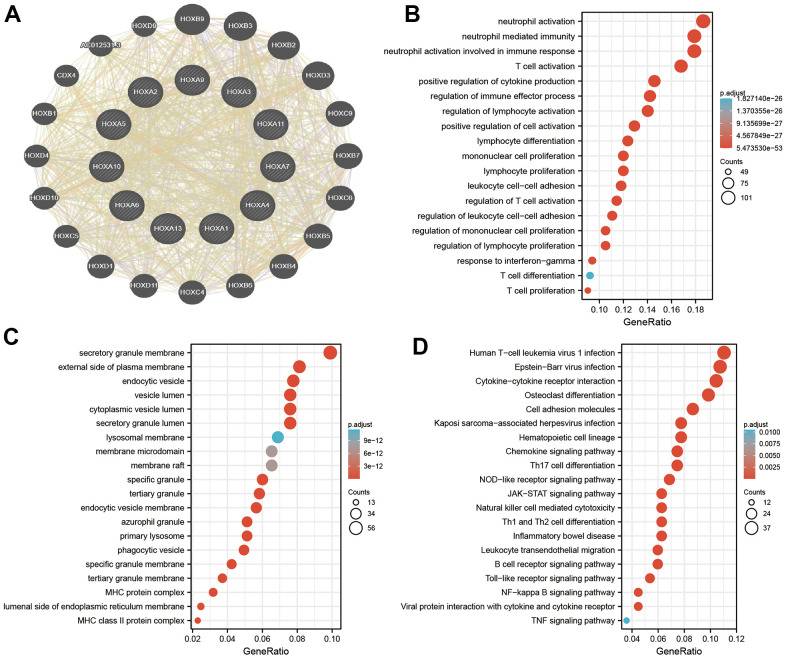 A
HOXB9
HOXD9
HOXB3
AC012531.3
HOXB2
CDX4
HOXA9
HOXD3
HOXA2
HOXA3
HOXB1
HOXC9
HOXA5
HOXA11
HOXD4
HOXB7
HOXA10
HOXA7
HOXD10
HOXC6
HOXA6
HOXA4
HOXC5
HOXA13
HOXA1
HOXB5
HOXD1
HOXB4
HOXD11
HOXC4
HOXB6
B
neutrophil activation
neutrophil mediated immunity
neutrophil activation involved in immune response
T cell activation
positive regulation of cytokine production
regulation of immune effector process
regulation of lymphocyte activation
positive regulation of cell activation
lymphocyte differentiation
mononuclear cell proliferation
lymphocyte proliferation
leukocyte cell−cell adhesion
regulation of T cell activation
regulation of leukocyte cell−cell adhesion
regulation of mononuclear cell proliferation
regulation of lymphocyte proliferation
response to interferon−gamma
T cell differentiation
T cell proliferation
0.10 0.12 0.14 0.16 0.18
GeneRatio
p.adjust
1.827140e−26
1.370355e−26
9.135699e−27
4.567849e−27
5.473530e−53
Counts
49
75
101
C
secretory granule membrane
external side of plasma membrane
endocytic vesicle
vesicle lumen
cytoplasmic vesicle lumen
secretory granule lumen
lysosomal membrane
membrane microdomain
membrane raft
specific granule
tertiary granule
endocytic vesicle membrane
azurophil granule
primary lysosome
phagocytic vesicle
specific granule membrane
tertiary granule membrane
MHC protein complex
lumenal side of endoplasmic reticulum membrane
MHC class II protein complex
0.02 0.04 0.06 0.08 0.10
GeneRatio
p.adjust
9e−12
6e−12
3e−12
Counts
13
34
56
D
Human T−cell leukemia virus 1 infection
Epstein−Barr virus infection
Cytokine−cytokine receptor interaction
Osteoclast differentiation
Cell adhesion molecules
Kaposi sarcoma−associated herpesvirus infection
Hematopoietic cell lineage
Chemokine signaling pathway
Th17 cell differentiation
NOD−like receptor signaling pathway
JAK−STAT signaling pathway
Natural killer cell mediated cytotoxicity
Th1 and Th2 cell differentiation
Inflammatory bowel disease
Leukocyte transendothelial migration
B cell receptor signaling pathway
Toll−like receptor signaling pathway
NF−kappa B signaling pathway
Viral protein interaction with cytokine and cytokine receptor
TNF signaling pathway
0.04 0.06 0.08 0.10 0.12
GeneRatio
p.adjust
0.0100
0.0075
0.0050
0.0025
Counts
12
24
37